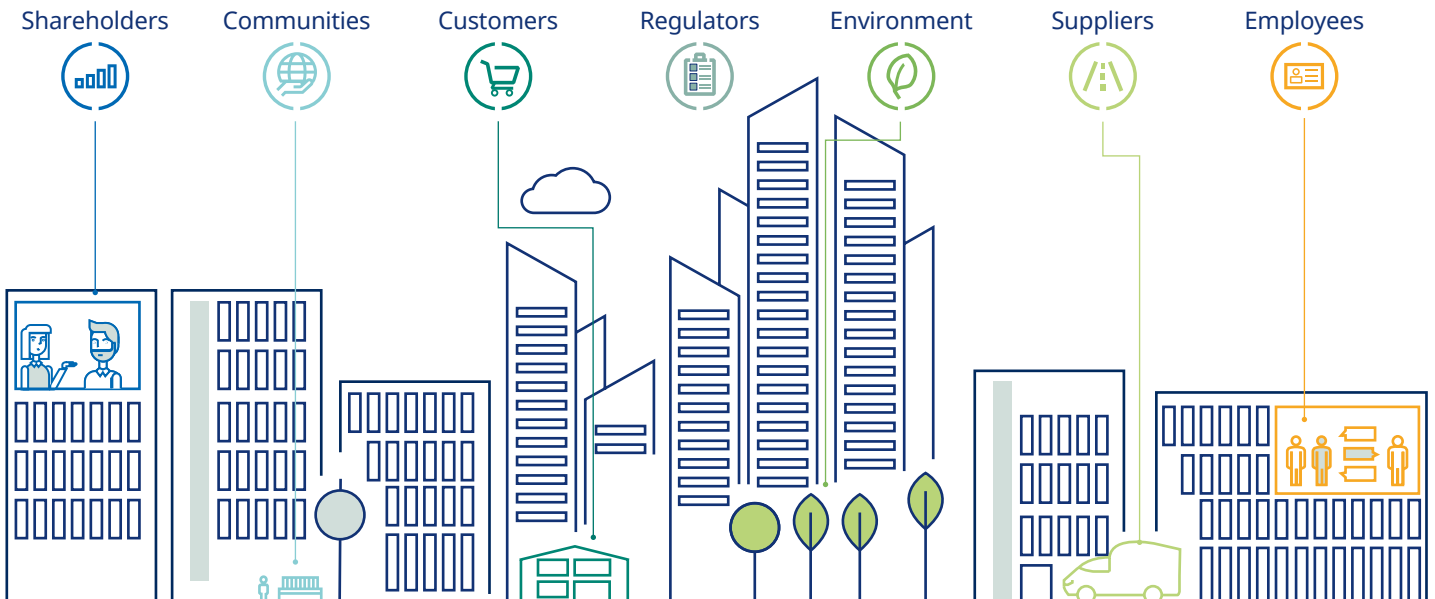 Shareholders
Communities
Customers
Regulators
Environment
Suppliers
Employees